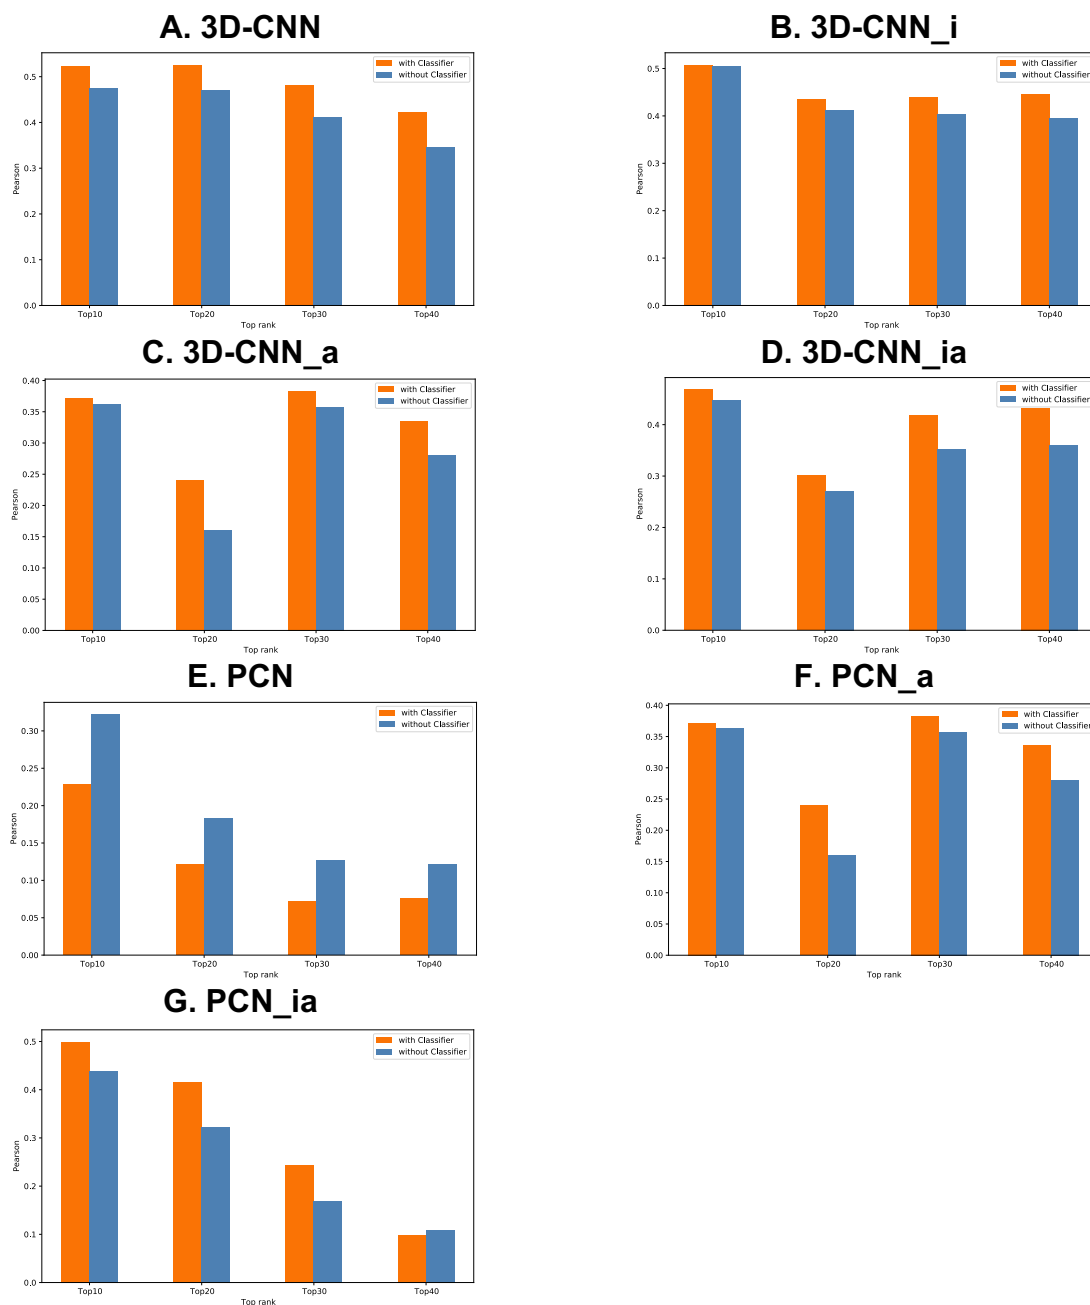 A. 3D-CNN
with Classifier
without Classifier
Pearson
0.5
0.4
0.3
0.2
0.1
0.0
Top10 Top20 Top30 Top40
Top rank
B. 3D-CNN_i
with Classifier
without Classifier
Pearson
0.5
0.4
0.3
0.2
0.1
0.0
Top10 Top20 Top30 Top40
Top rank
C. 3D-CNN_a
with Classifier
without Classifier
Pearson
0.40
0.35
0.30
0.25
0.20
0.15
0.10
0.05
0.00
Top10 Top20 Top30 Top40
Top rank
D. 3D-CNN_ia
with Classifier
without Classifier
Pearson
0.4
0.3
0.2
0.1
0.0
Top10 Top20 Top30 Top40
Top rank
E. PCN
with Classifier
without Classifier
Pearson
0.30
0.25
0.20
0.15
0.10
0.05
0.00
Top10 Top20 Top30 Top40
Top rank
F. PCN_a
with Classifier
without Classifier
Pearson
0.40
0.35
0.30
0.25
0.20
0.15
0.10
0.05
0.00
Top10 Top20 Top30 Top40
Top rank
G. PCN_ia
with Classifier
without Classifier
Pearson
0.5
0.4
0.3
0.2
0.1
0.0
Top10 Top20 Top30 Top40
Top rank